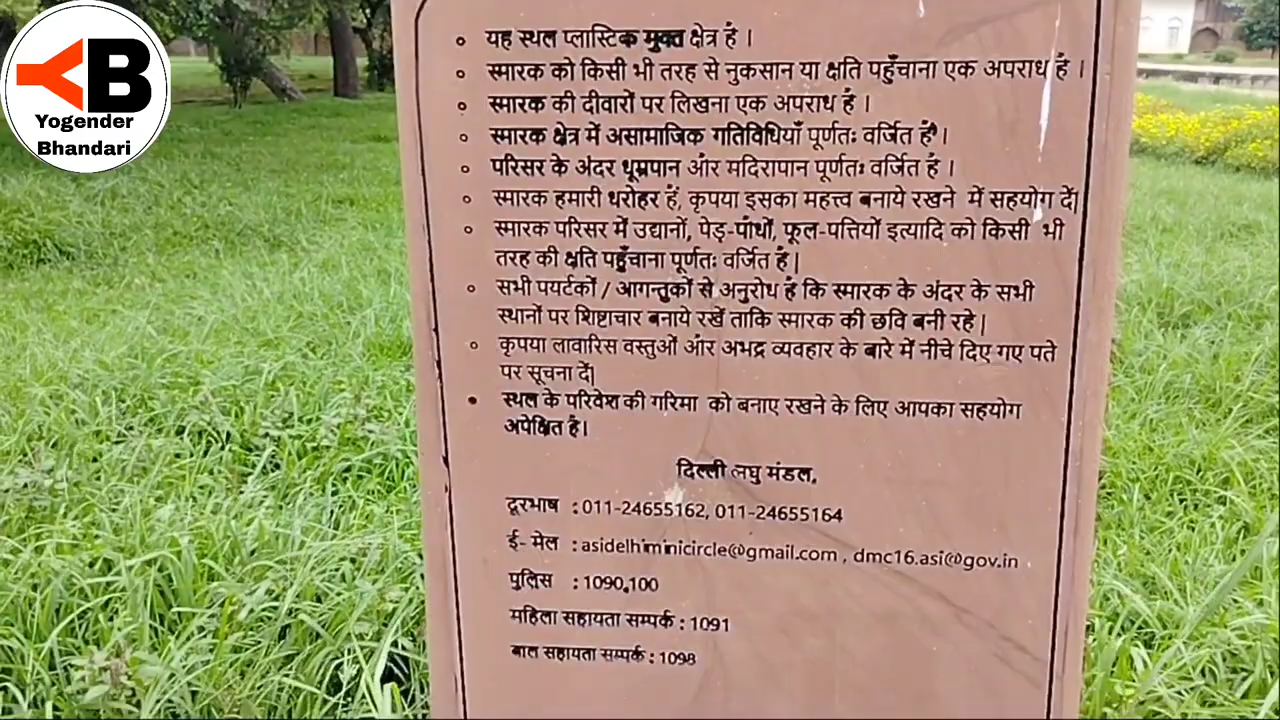 Yogender
Bhandari
यह स्थल प्लास्टिक मुक्त क्षेत्र है ।
स्मारक को किसी भी तरह से नुकसान या क्षति पहुँचाना एक अपराध है ।
स्मारक की दीवारों पर लिखना एक अपराध है ।
स्मारक क्षेत्र में असामाजिक गतिविधियाँ पूर्णतः वर्जित हैं ।
परिसर के अंदर धूम्रपान और मदिरापान पूर्णतः वर्जित है ।
स्मारक हमारी धरोहर हैं, कृपया इसका महत्त्व बनाये रखने में सहयोग दें|
स्मारक परिसर में उद्यानों, पेड़-पौधों, फूल-पत्तियों इत्यादि को किसी भी
तरह की क्षति पहुँचाना पूर्णतः वर्जित है |
सभी पयर्टकों / आगन्तुकों से अनुरोध है कि स्मारक के अंदर के सभी
स्थानों पर शिष्टाचार बनाये रखें ताकि स्मारक की छवि बनी रहे |
कृपया लावारिस वस्तुओं और अभद्र व्यवहार के बारे में नीचे दिए गए पते
पर सूचना दें|
स्थल के परिवेश की गरिमा को बनाए रखने के लिए आपका सहयोग
अपेक्षित है।
दिल्ली लघु मंडल,
दूरभाष : 011-24655162, 011-24655164
ई- मेल : asidelhiminicircle@gmail.com , dmc16.asi@gov.in
पुलिस : 1090,100
महिला सहायता सम्पर्क : 1091
बाल सहायता सम्पर्क : 1098